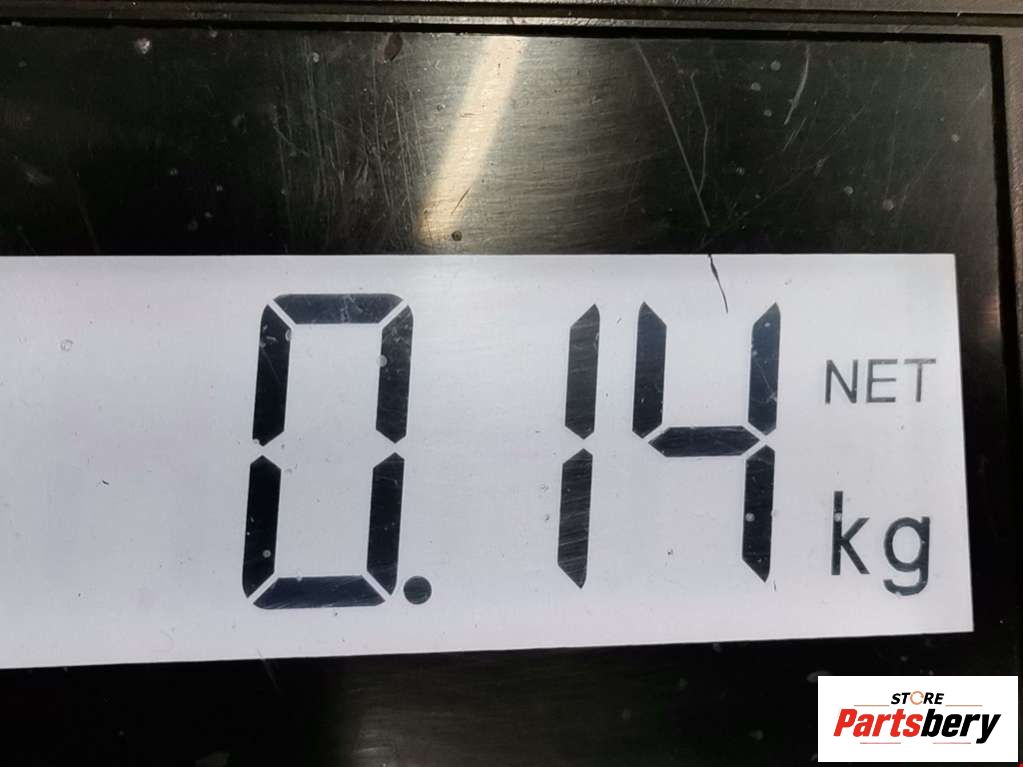 0.14 NET
kg
STORE
Partsbery